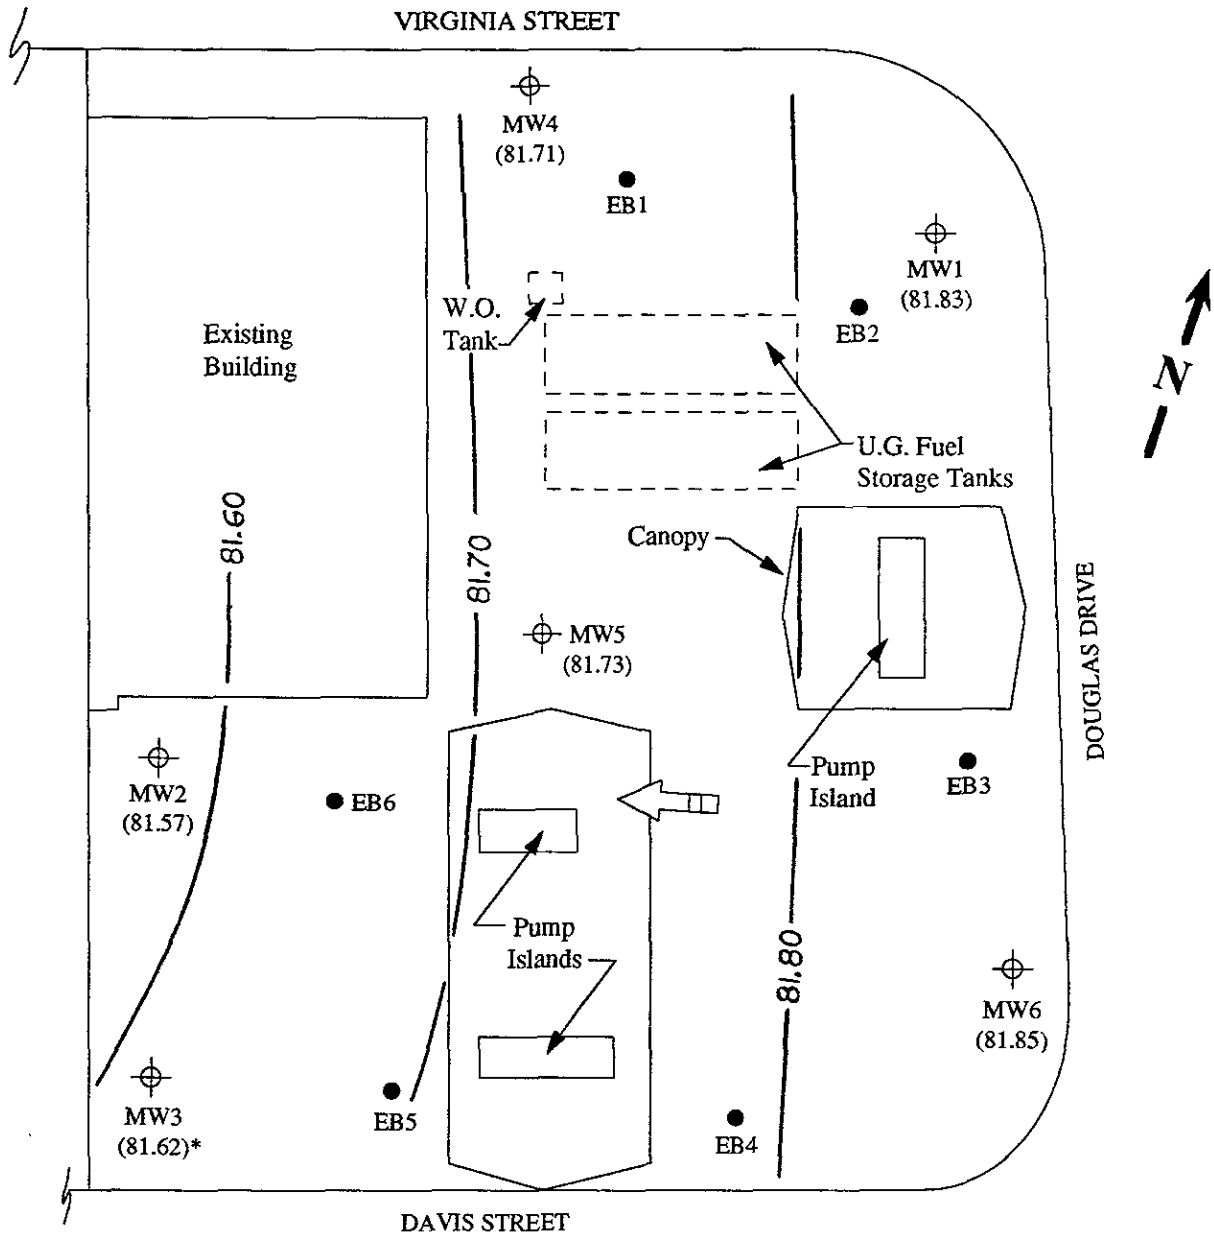 VIRGINIA STREET
MW4
(81.71)
EB1
MW1
(81.83)
W.O.
Tank
EB2
Existing
Building
N
U.G. Fuel
Storage Tanks
81.60
81.70
Canopy
MW5
(81.73)
DOUGLAS DRIVE
MW2
(81.57)
EB6
Pump
Island
EB3
Pump
Islands
81.80
MW6
(81.85)
MW3
(81.62)*
EB5
EB4
DAVIS STREET